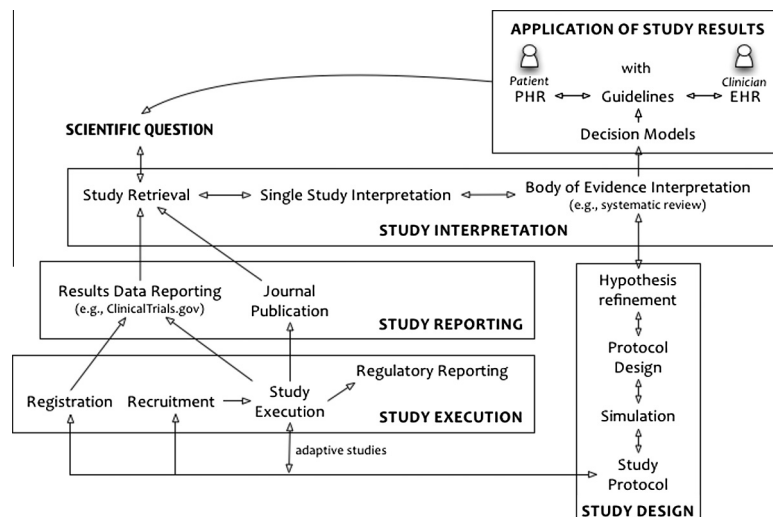 APPLICATION OF STUDY RESULTS
Patient
PHR
with
Guidelines
Clinician
EHR
Decision Models
SCIENTIFIC QUESTION
Study Retrieval
Single Study Interpretation
Body of Evidence Interpretation
(e.g., systematic review)
STUDY INTERPRETATION
Results Data Reporting
(e.g., ClinicalTrials.gov)
Journal
Publication
STUDY REPORTING
Registration
Recruitment
Study
Execution
Regulatory Reporting
STUDY EXECUTION
adaptive studies
Hypothesis
refinement
Protocol
Design
Simulation
Study
Protocol
STUDY DESIGN